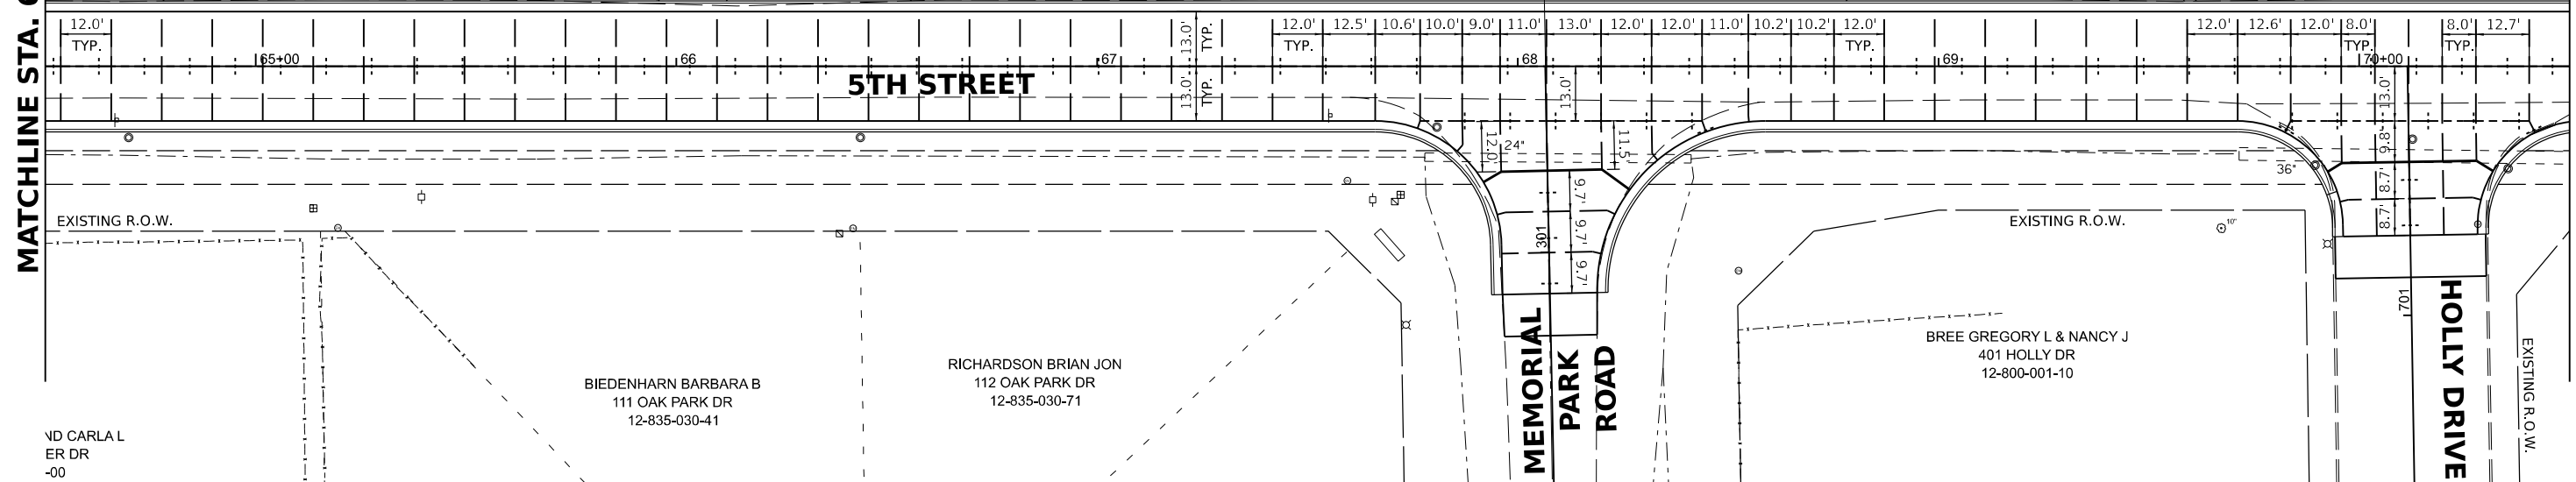 MATCHLINE STA.
12.0'
TYP.
13.0'
TYP.
13.0'
TYP.
12.0'
TYP.
12.5'
10.6'
10.0'
9.0'
11.0'
13.0'
12.0'
12.0'
11.0'
10.2'
10.2'
12.0'
TYP.
12.0'
12.6'
12.0'
8.0'
TYP.
8.0'
TYP.
12.7'
65+00
66
67
68
69
70+00
5TH STREET
13.0'
12.0'
24"
11.5'
9.7'
9.7'
9.7'
301
13.0'
9.8'
8.7'
8.7'
36"
10"
701
EXISTING R.O.W.
EXISTING R.O.W.
EXISTING R.O.W.
MEMORIAL
PARK
ROAD
HOLLY DRIVE
BIEDENHARN BARBARA B
111 OAK PARK DR
12-835-030-41
RICHARDSON BRIAN JON
112 OAK PARK DR
12-835-030-71
BREE GREGORY L & NANCY J
401 HOLLY DR
12-800-001-10
ND CARLA L
ER DR
-00